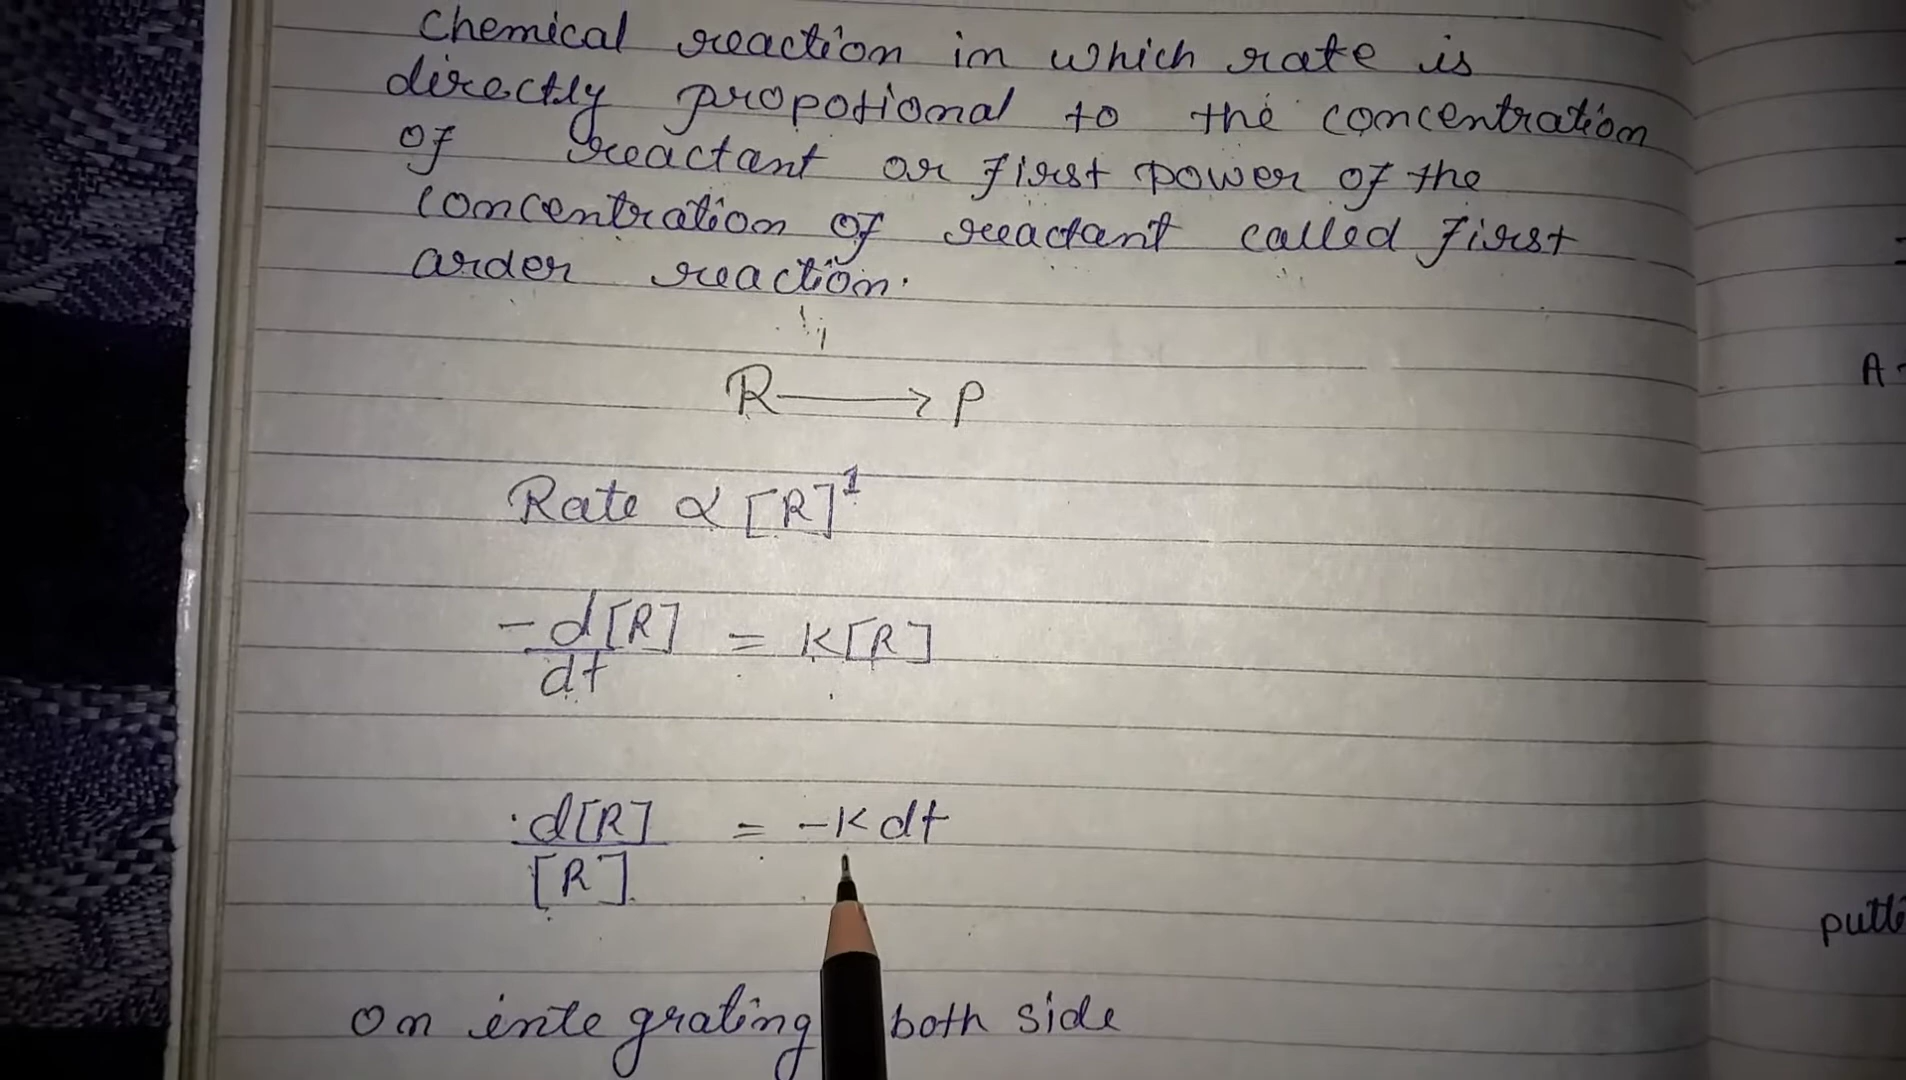 Chemical reaction in which rate is
directly propotional to the concentration
of reactant or first power of the
concentration of reactant called first
arder reaction.
R → P
Rate ∝ [R]¹
-d[R]/dt = K[R]
d[R]/[R] = -K dt
on integrating both side
A